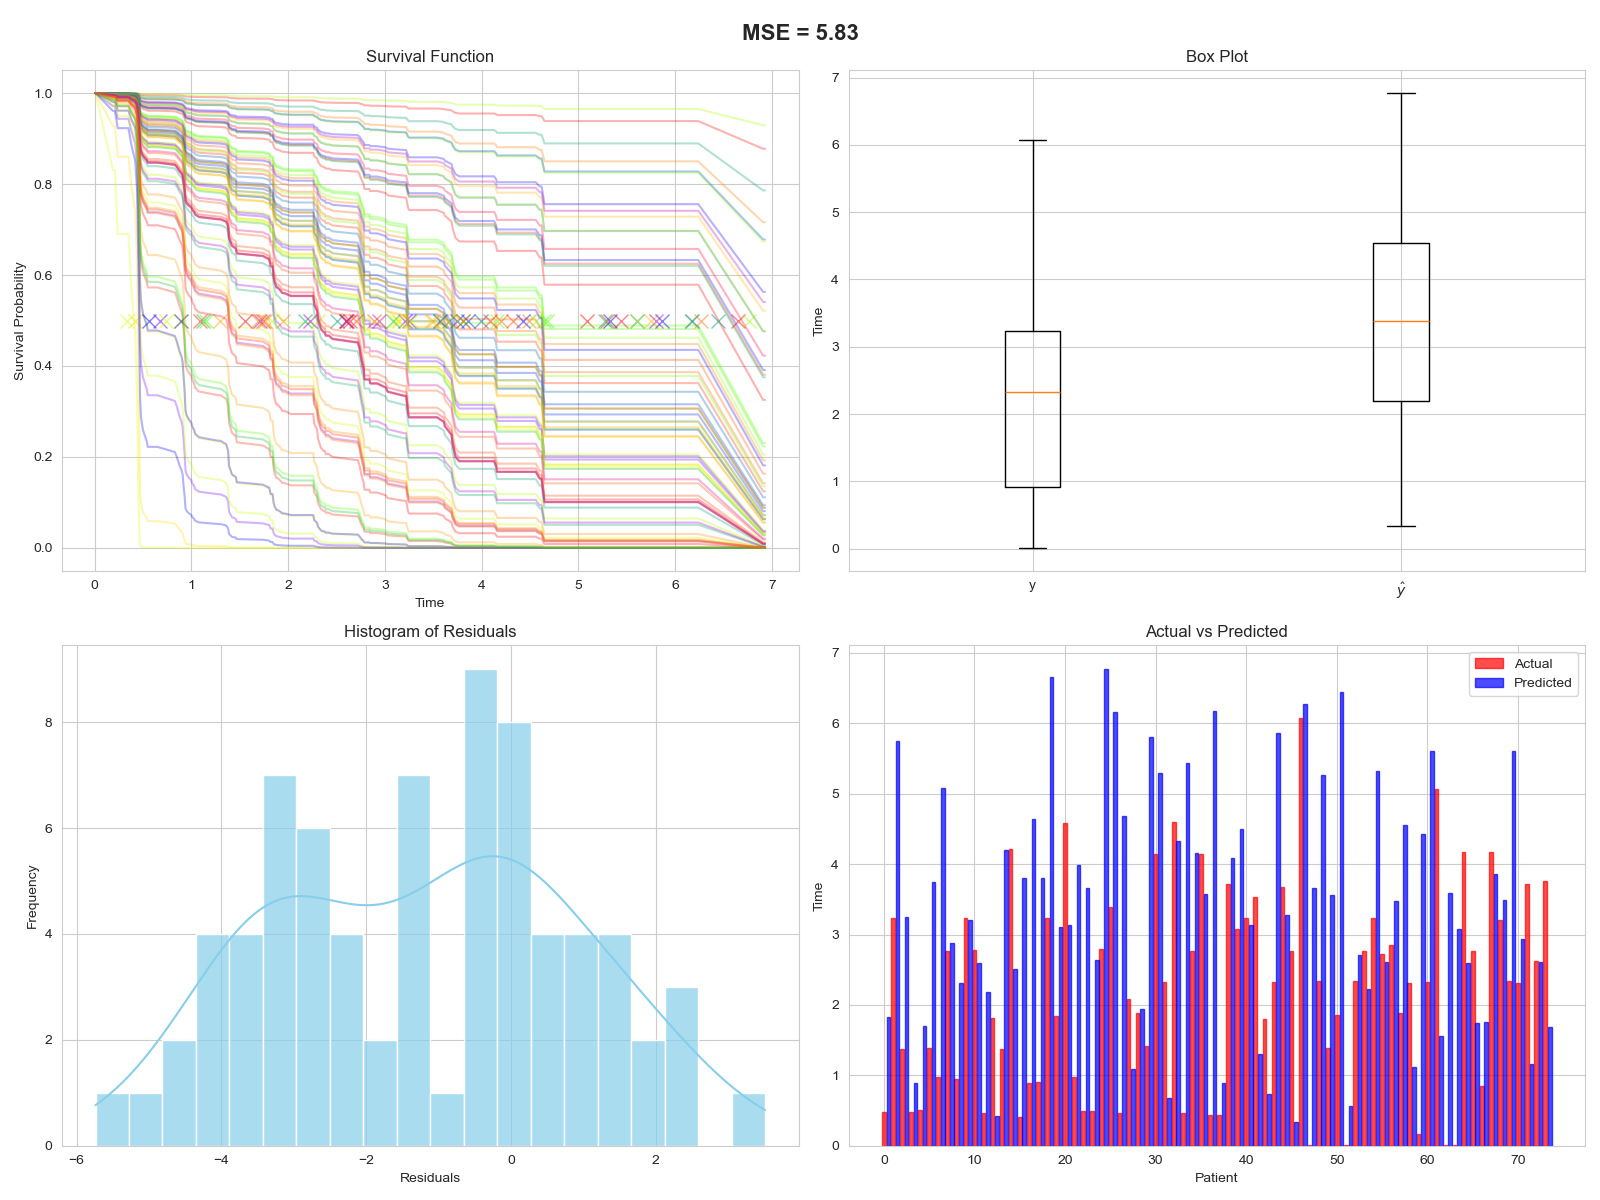 MSE = 5.83
Survival Function
Survival Probability
1.0
0.8
0.6
0.4
0.2
0.0
0 1 2 3 4 5 6 7
Time
Box Plot
Time
7
6
5
4
3
2
1
0
y ŷ
Histogram of Residuals
Frequency
8
6
4
2
0
−6 −4 −2 0 2
Residuals
Actual vs Predicted
Actual
Predicted
Time
7
6
5
4
3
2
1
0
0 10 20 30 40 50 60 70
Patient